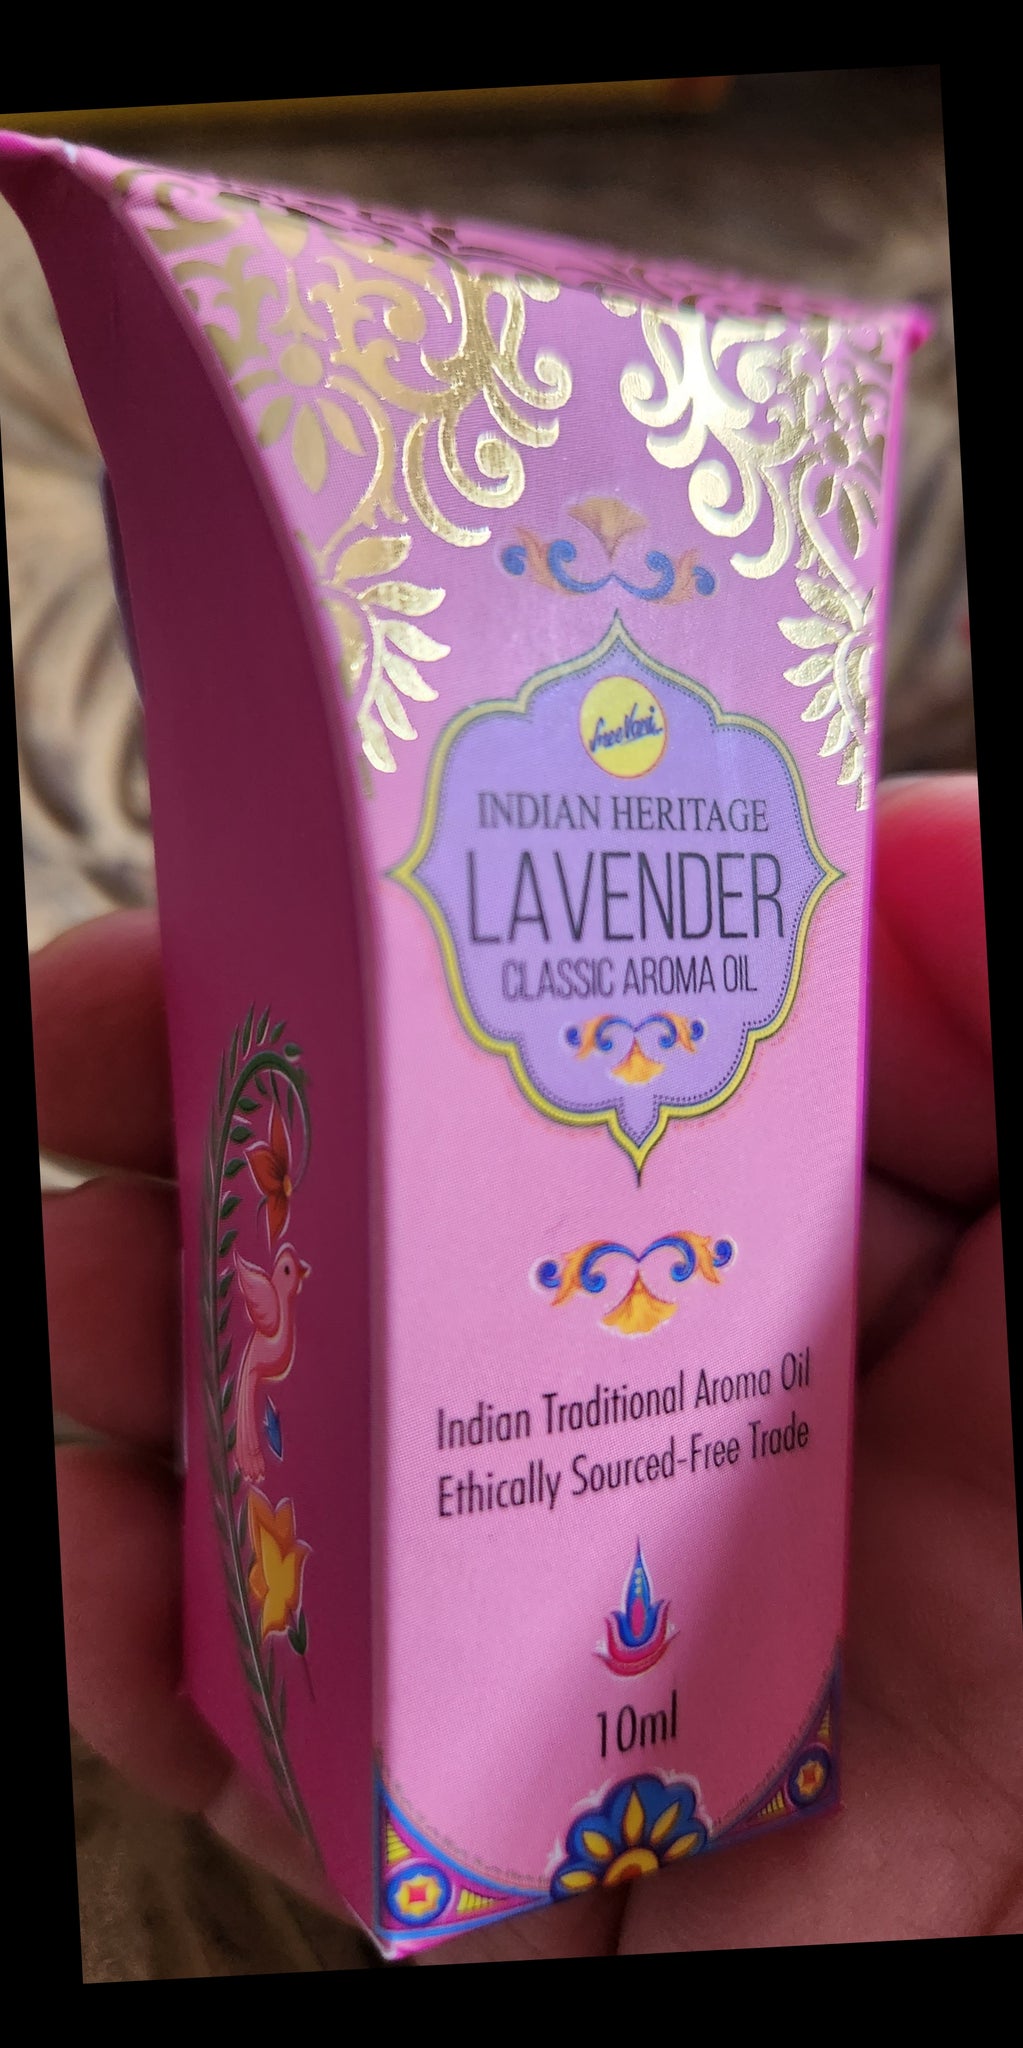 SreeVani
INDIAN HERITAGE
LAVENDER
CLASSIC AROMA OIL
Indian Traditional Aroma Oil
Ethically Sourced-Free Trade
10ml